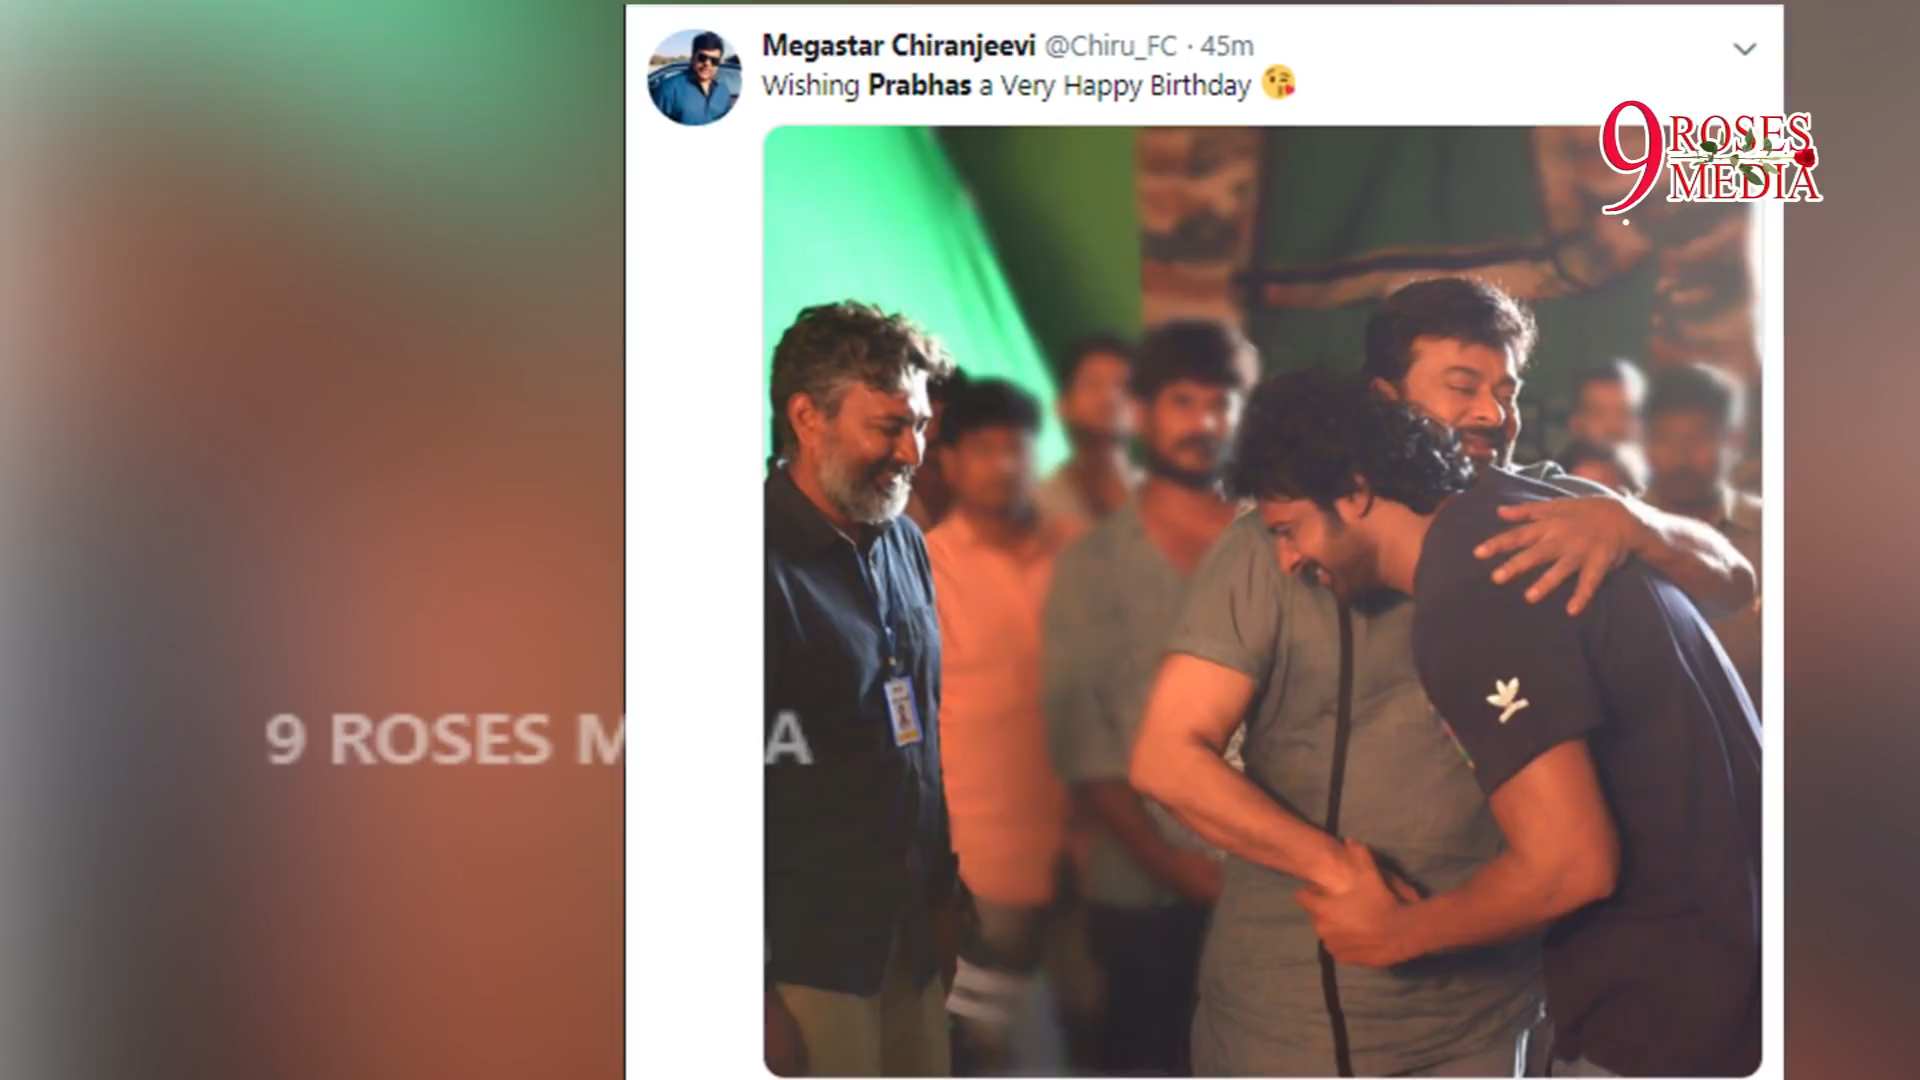 Megastar Chiranjeevi @Chiru_FC · 45m
Wishing Prabhas a Very Happy Birthday 😘
9 ROSES
MEDIA
9 ROSES M A